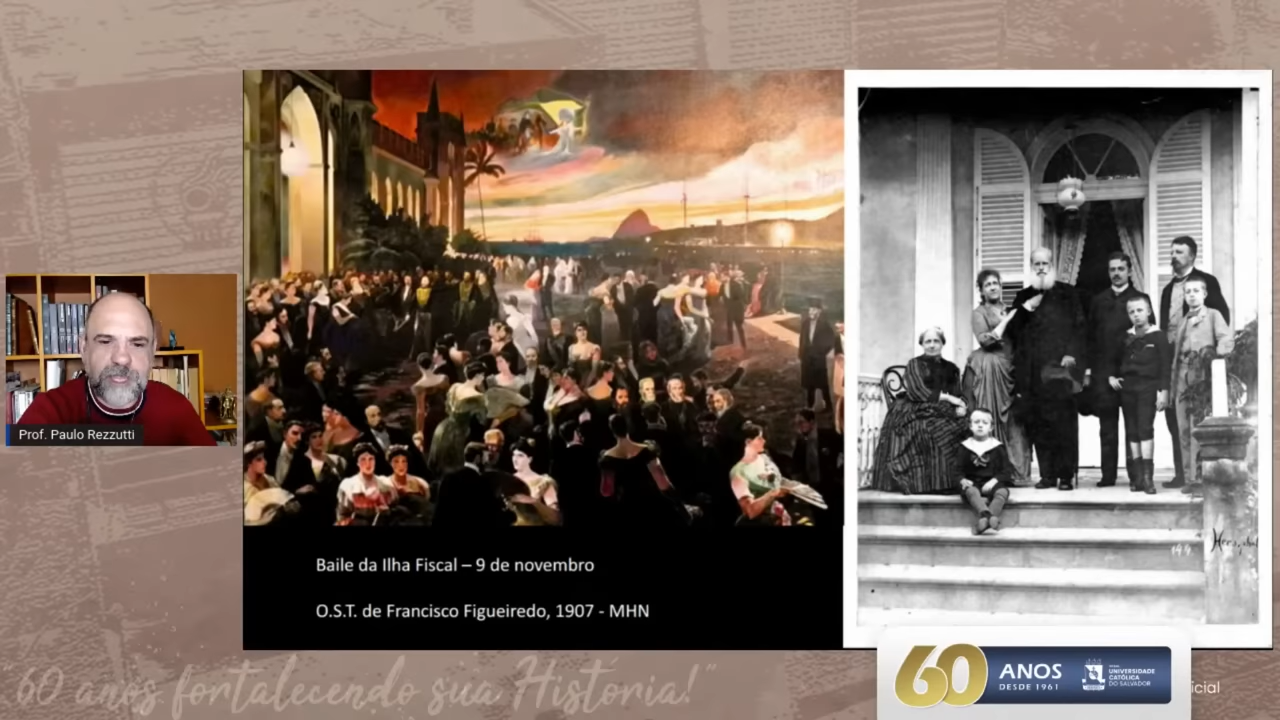 Prof. Paulo Rezzutti
Baile da Ilha Fiscal – 9 de novembro
O.S.T. de Francisco Figueiredo, 1907 - MHN
"60 anos fortalecendo sua História!"
60 ANOS
DESDE 1961
UNIVERSIDADE
CATÓLICA
DO SALVADOR
icial